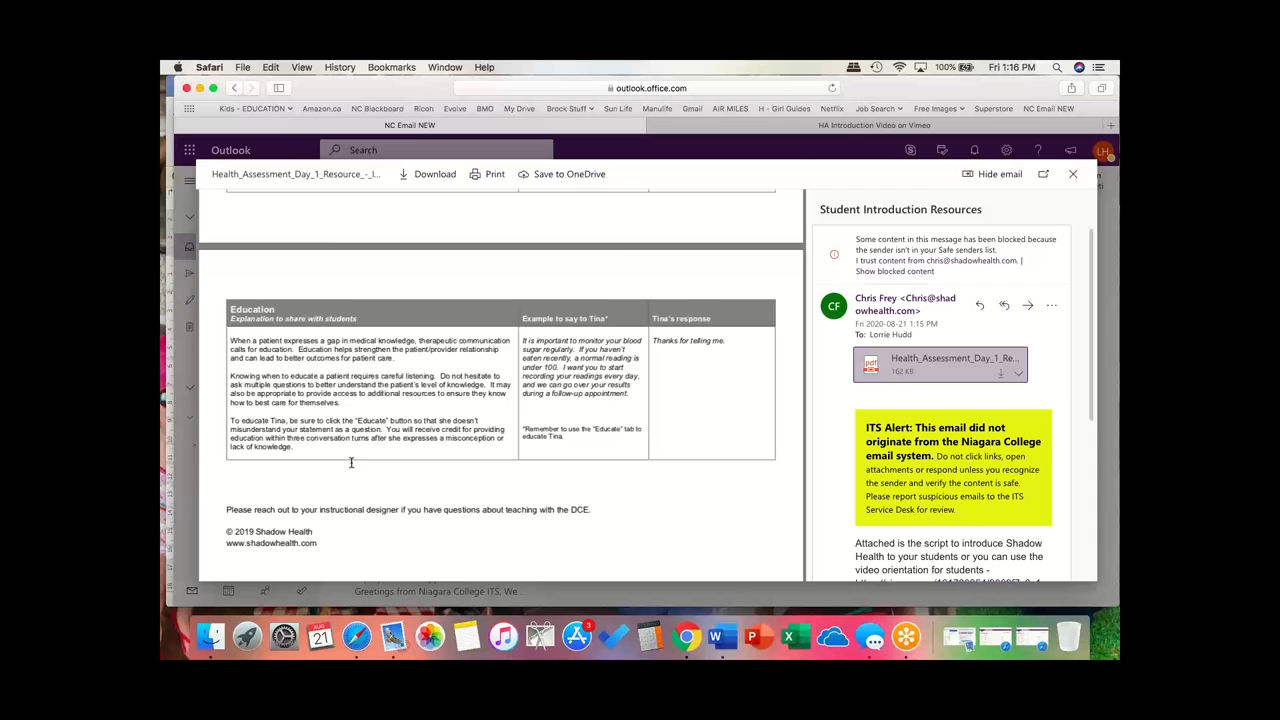 Safari File Edit View History Bookmarks Window Help 100% Fri 1:16 PM
outlook.office.com
Kids - EDUCATION Amazon.ca NC Blackboard Ricoh Evolve BMO My Drive Brock Stuff Sun Life Manulife Gmail AIR MILES H - Girl Guides Netflix Job Search Free Images Superstore NC Email NEW
NC Email NEW HA Introduction Video on Vimeo
Outlook Search LH
Health_Assessment_Day_1_Resource_-_I... Download Print Save to OneDrive Hide email
Education
Explanation to share with students Example to say to Tina* Tina's response
When a patient expresses a gap in medical knowledge, therapeutic communication
calls for education. Education helps strengthen the patient/provider relationship
and can lead to better outcomes for patient care.
Knowing when to educate a patient requires careful listening. Do not hesitate to
ask multiple questions to better understand the patient's level of knowledge. It may
also be appropriate to provide access to additional resources to ensure they know
how to best care for themselves.
To educate Tina, be sure to click the "Educate" button so that she doesn't
misunderstand your statement as a question. You will receive credit for providing
education within three conversation turns after she expresses a misconception or
lack of knowledge.
It is important to monitor your blood
sugar regularly. If you haven't
eaten recently, a normal reading is
under 100. I want you to start
recording your readings every day,
and we can go over your results
during a follow-up appointment.
*Remember to use the "Educate" tab to
educate Tina.
Thanks for telling me.
Please reach out to your instructional designer if you have questions about teaching with the DCE.
© 2019 Shadow Health
www.shadowhealth.com
Student Introduction Resources
Some content in this message has been blocked because
the sender isn't in your Safe senders list.
I trust content from chris@shadowhealth.com. |
Show blocked content
CF
Chris Frey <Chris@shad
owhealth.com>
Fri 2020-08-21 1:15 PM
To: Lorrie Hudd
Health_Assessment_Day_1_Re...
162 KB
ITS Alert: This email did not
originate from the Niagara College
email system. Do not click links, open
attachments or respond unless you recognize
the sender and verify the content is safe.
Please report suspicious emails to the ITS
Service Desk for review.
Attached is the script to introduce Shadow
Health to your students or you can use the
video orientation for students -
Greetings from Niagara College ITS, We...
AUG
21
3